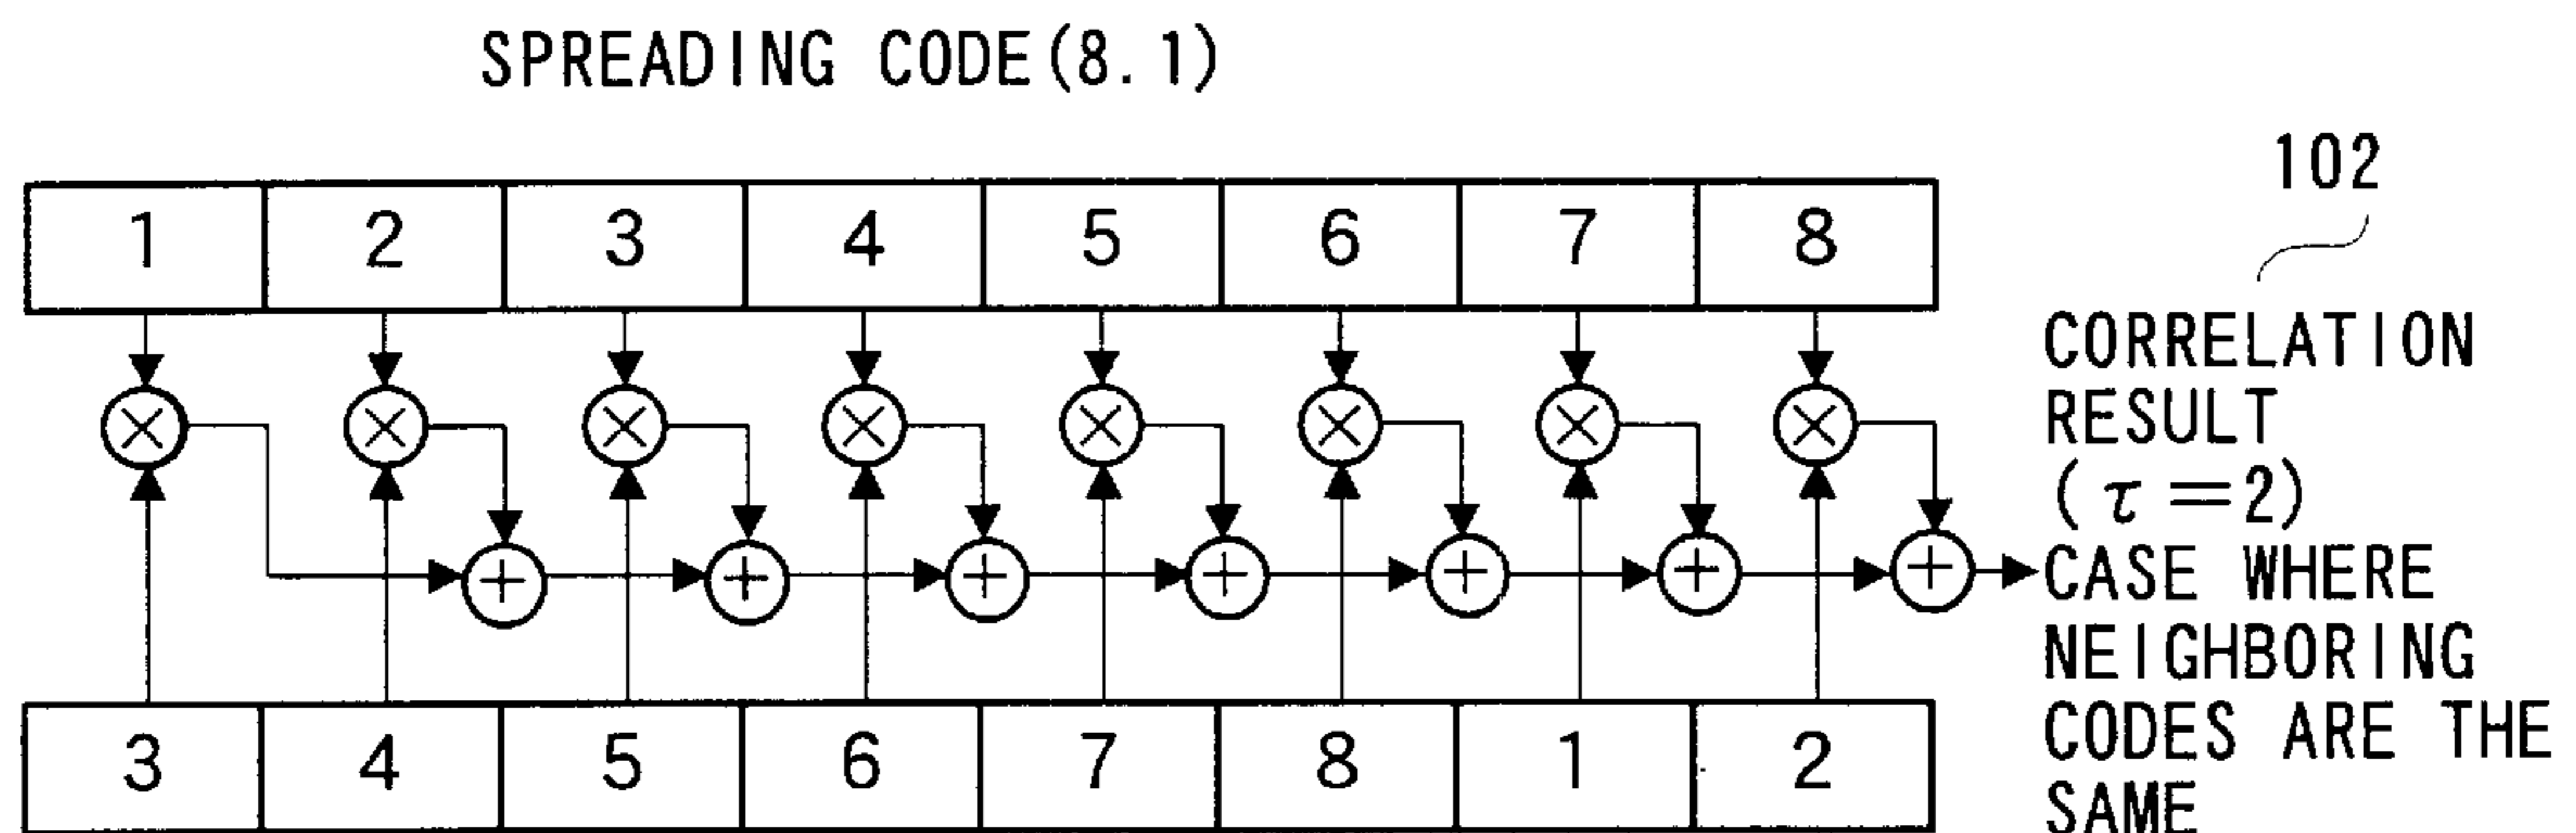 SPREADING CODE(8.1)
102
1 2 3 4 5 6 7 8
CORRELATION
RESULT
(τ=2)
CASE WHERE
NEIGHBORING
CODES ARE THE
SAME
3 4 5 6 7 8 1 2